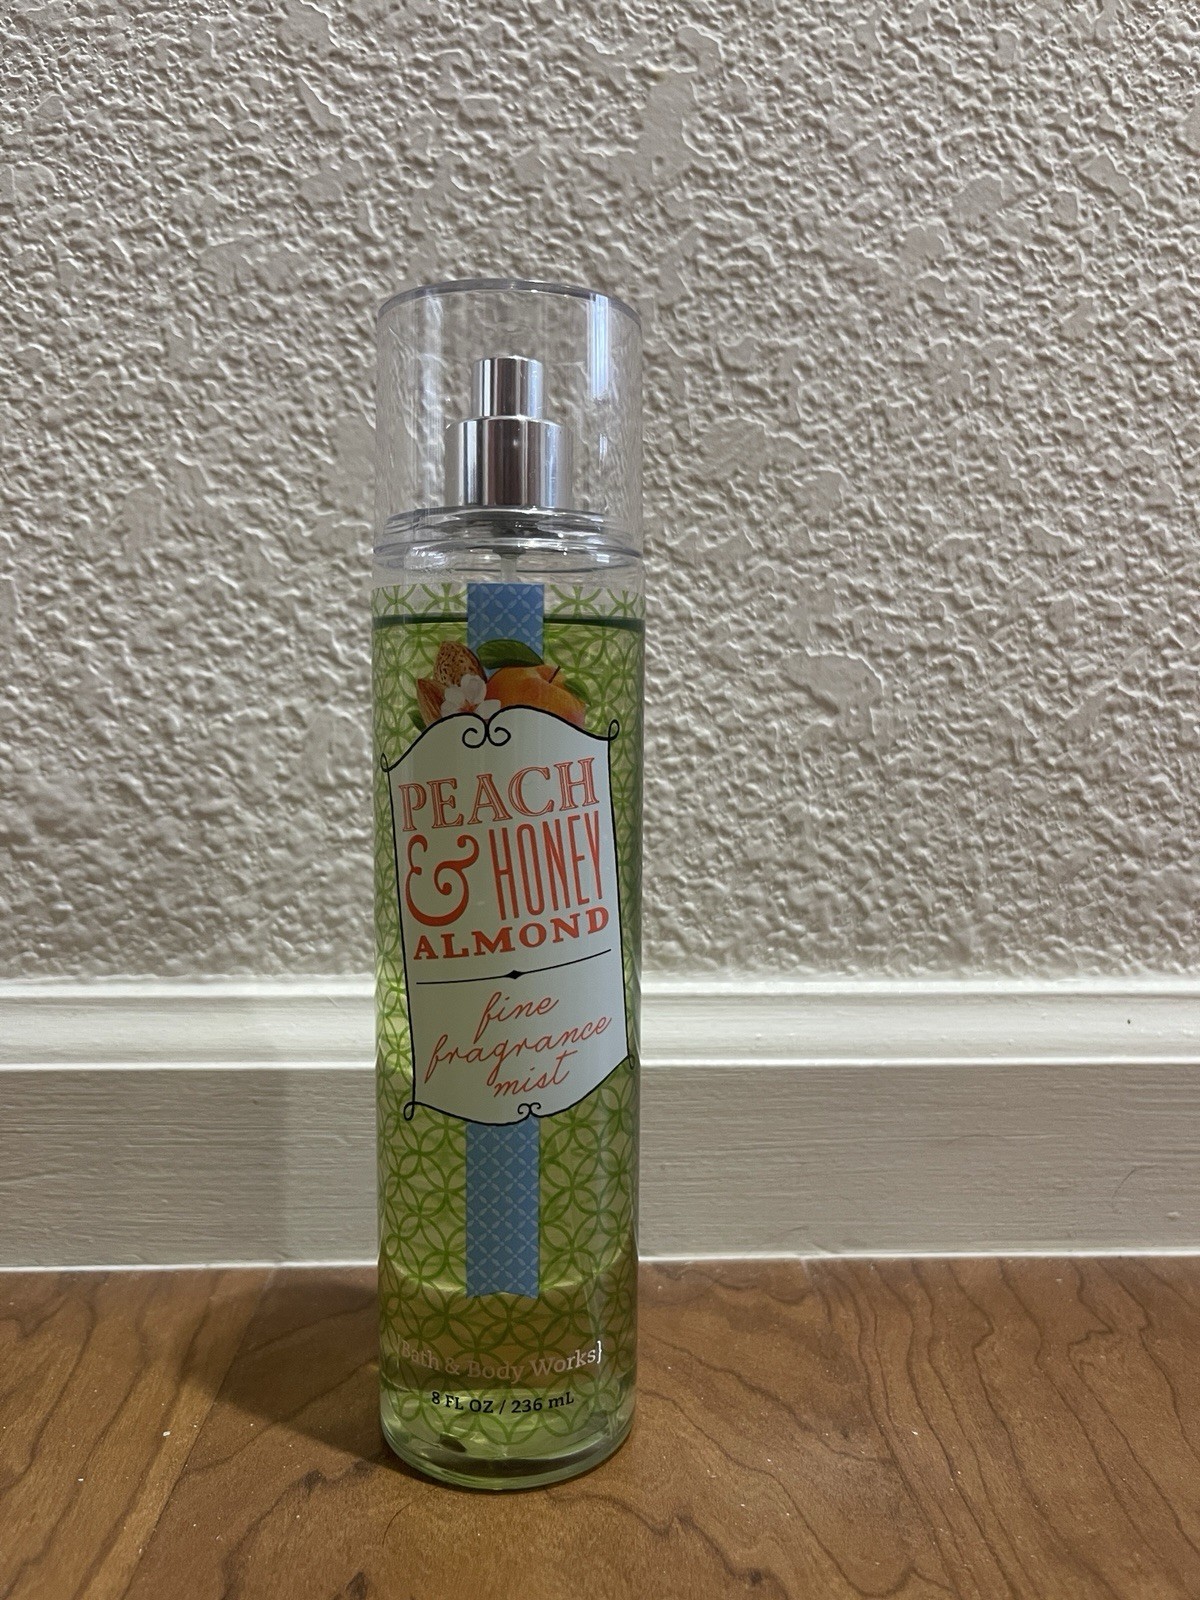 PEACH
& HONEY
ALMOND
fine
fragrance
mist
{Bath & Body Works}
8 FL OZ / 236 mL